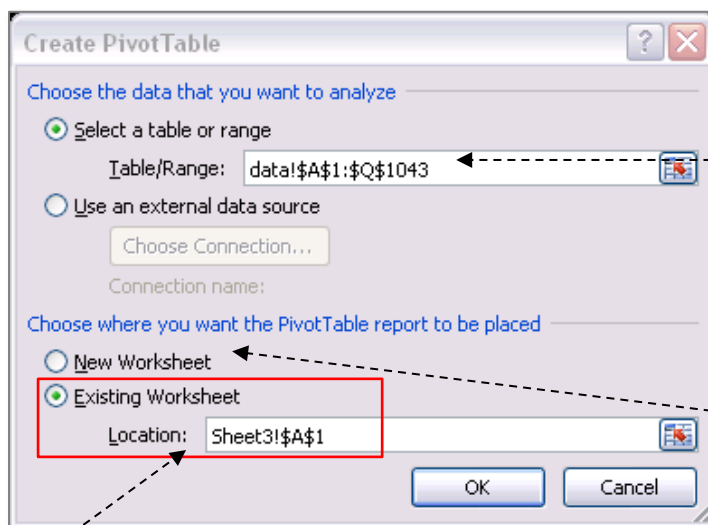 Create PivotTable
?
Choose the data that you want to analyze
Select a table or range
Table/Range: data!$A$1:$Q$1043
Use an external data source
Choose Connection...
Connection name:
Choose where you want the PivotTable report to be placed
New Worksheet
Existing Worksheet
Location: Sheet3!$A$1
OK Cancel